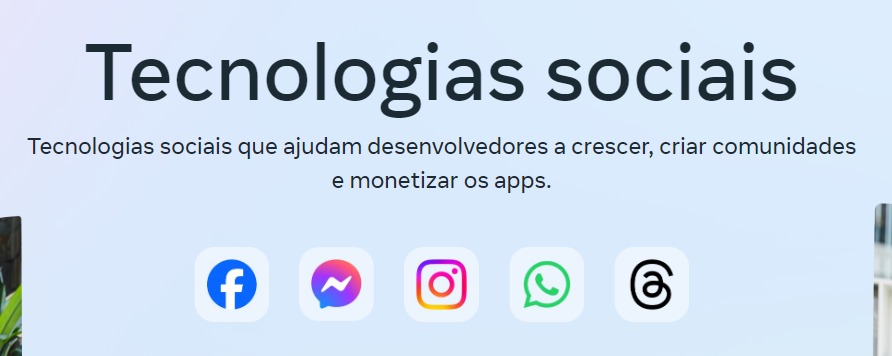 Tecnologias sociais
Tecnologias sociais que ajudam desenvolvedores a crescer, criar comunidades
e monetizar os apps.